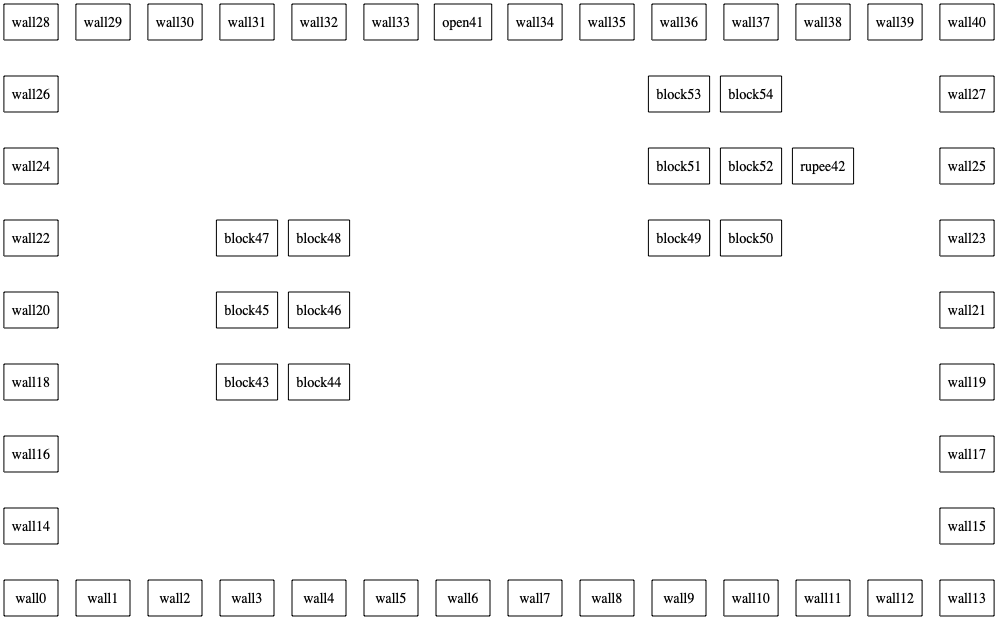 wall28 wall29 wall30 wall31 wall32 wall33 open41 wall34 wall35 wall36 wall37 wall38 wall39 wall40
wall26 block53 block54 wall27
wall24 block51 block52 rupee42 wall25
wall22 block47 block48 block49 block50 wall23
wall20 block45 block46 wall21
wall18 block43 block44 wall19
wall16 wall17
wall14 wall15
wall0 wall1 wall2 wall3 wall4 wall5 wall6 wall7 wall8 wall9 wall10 wall11 wall12 wall13